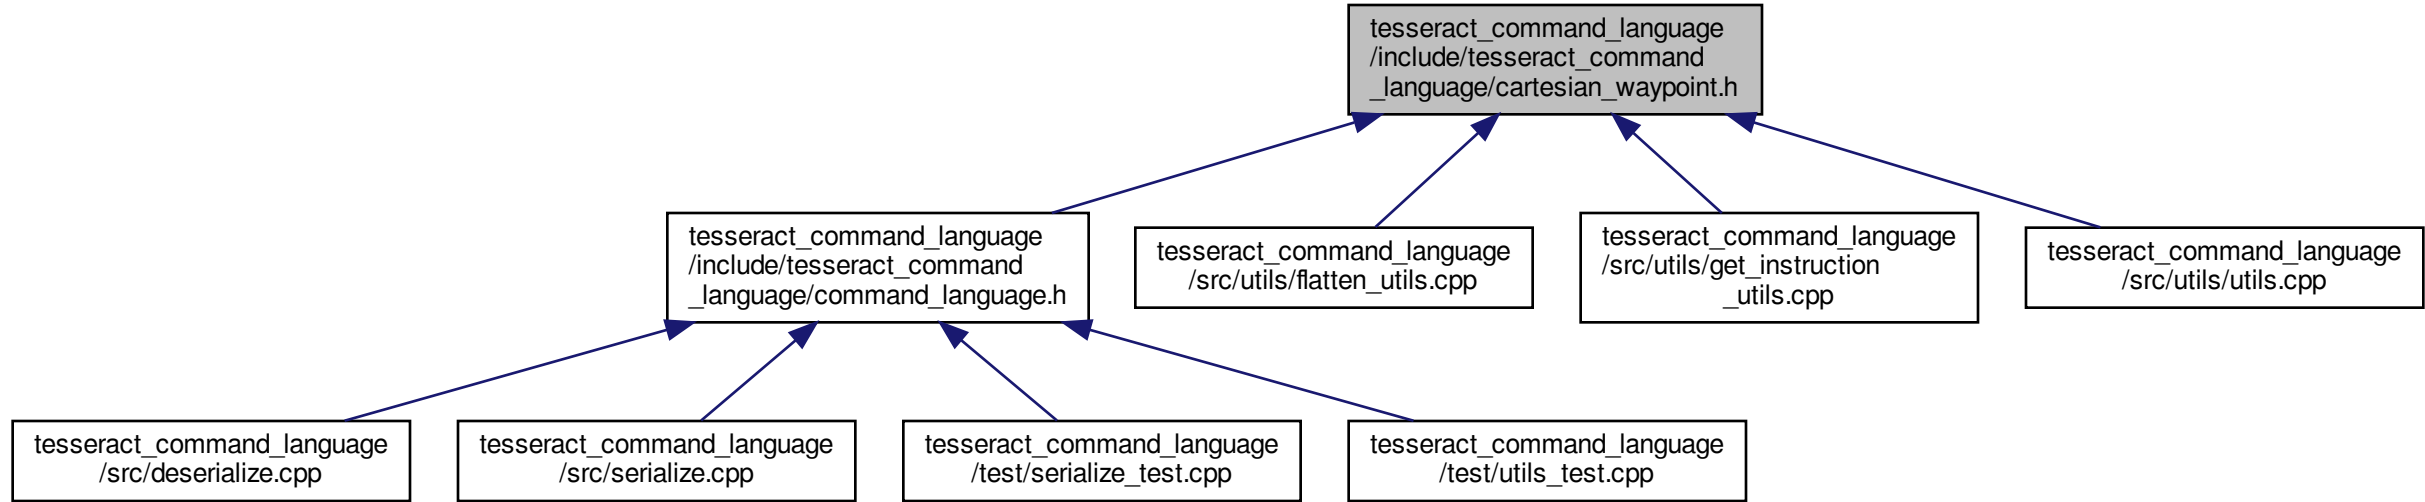 tesseract_command_language
/include/tesseract_command
_language/cartesian_waypoint.h
tesseract_command_language
/include/tesseract_command
_language/command_language.h
tesseract_command_language
/src/utils/flatten_utils.cpp
tesseract_command_language
/src/utils/get_instruction
_utils.cpp
tesseract_command_language
/src/utils/utils.cpp
tesseract_command_language
/src/deserialize.cpp
tesseract_command_language
/src/serialize.cpp
tesseract_command_language
/test/serialize_test.cpp
tesseract_command_language
/test/utils_test.cpp